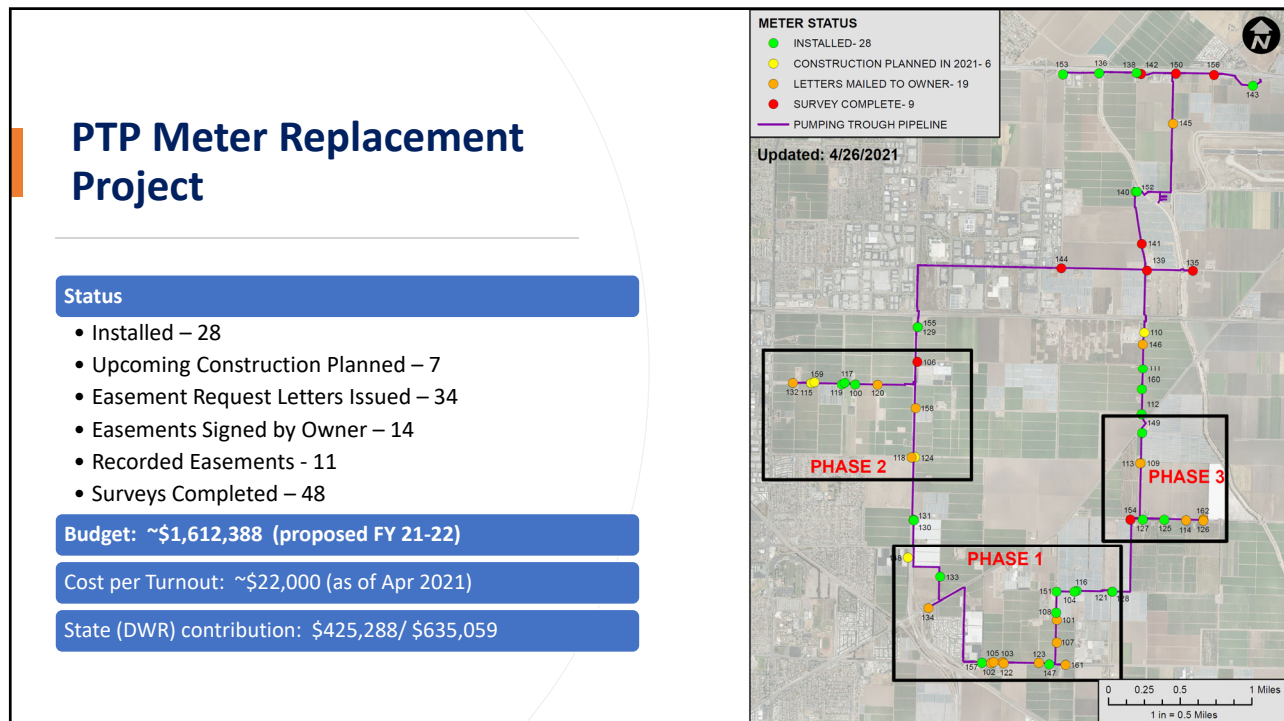 PTP Meter Replacement
Project
Status
• Installed – 28
• Upcoming Construction Planned – 7
• Easement Request Letters Issued – 34
• Easements Signed by Owner – 14
• Recorded Easements - 11
• Surveys Completed – 48
Budget: ~$1,612,388 (proposed FY 21-22)
Cost per Turnout: ~$22,000 (as of Apr 2021)
State (DWR) contribution: $425,288/ $635,059
METER STATUS
INSTALLED- 28
CONSTRUCTION PLANNED IN 2021- 6
LETTERS MAILED TO OWNER- 19
SURVEY COMPLETE- 9
PUMPING TROUGH PIPELINE
Updated: 4/26/2021
N
153
136
138
142
150
156
143
145
140
152
141
144
139
135
155
129
110
146
111
160
112
149
106
159
117
132
115
119
100
120
158
118
124
PHASE 2
113
109
PHASE 3
154
127
125
114
162
126
131
130
PHASE 1
133
134
151
116
104
121
128
108
101
107
105
103
157
102
122
123
147
161
0 0.25 0.5 1 Miles
1 in = 0.5 Miles